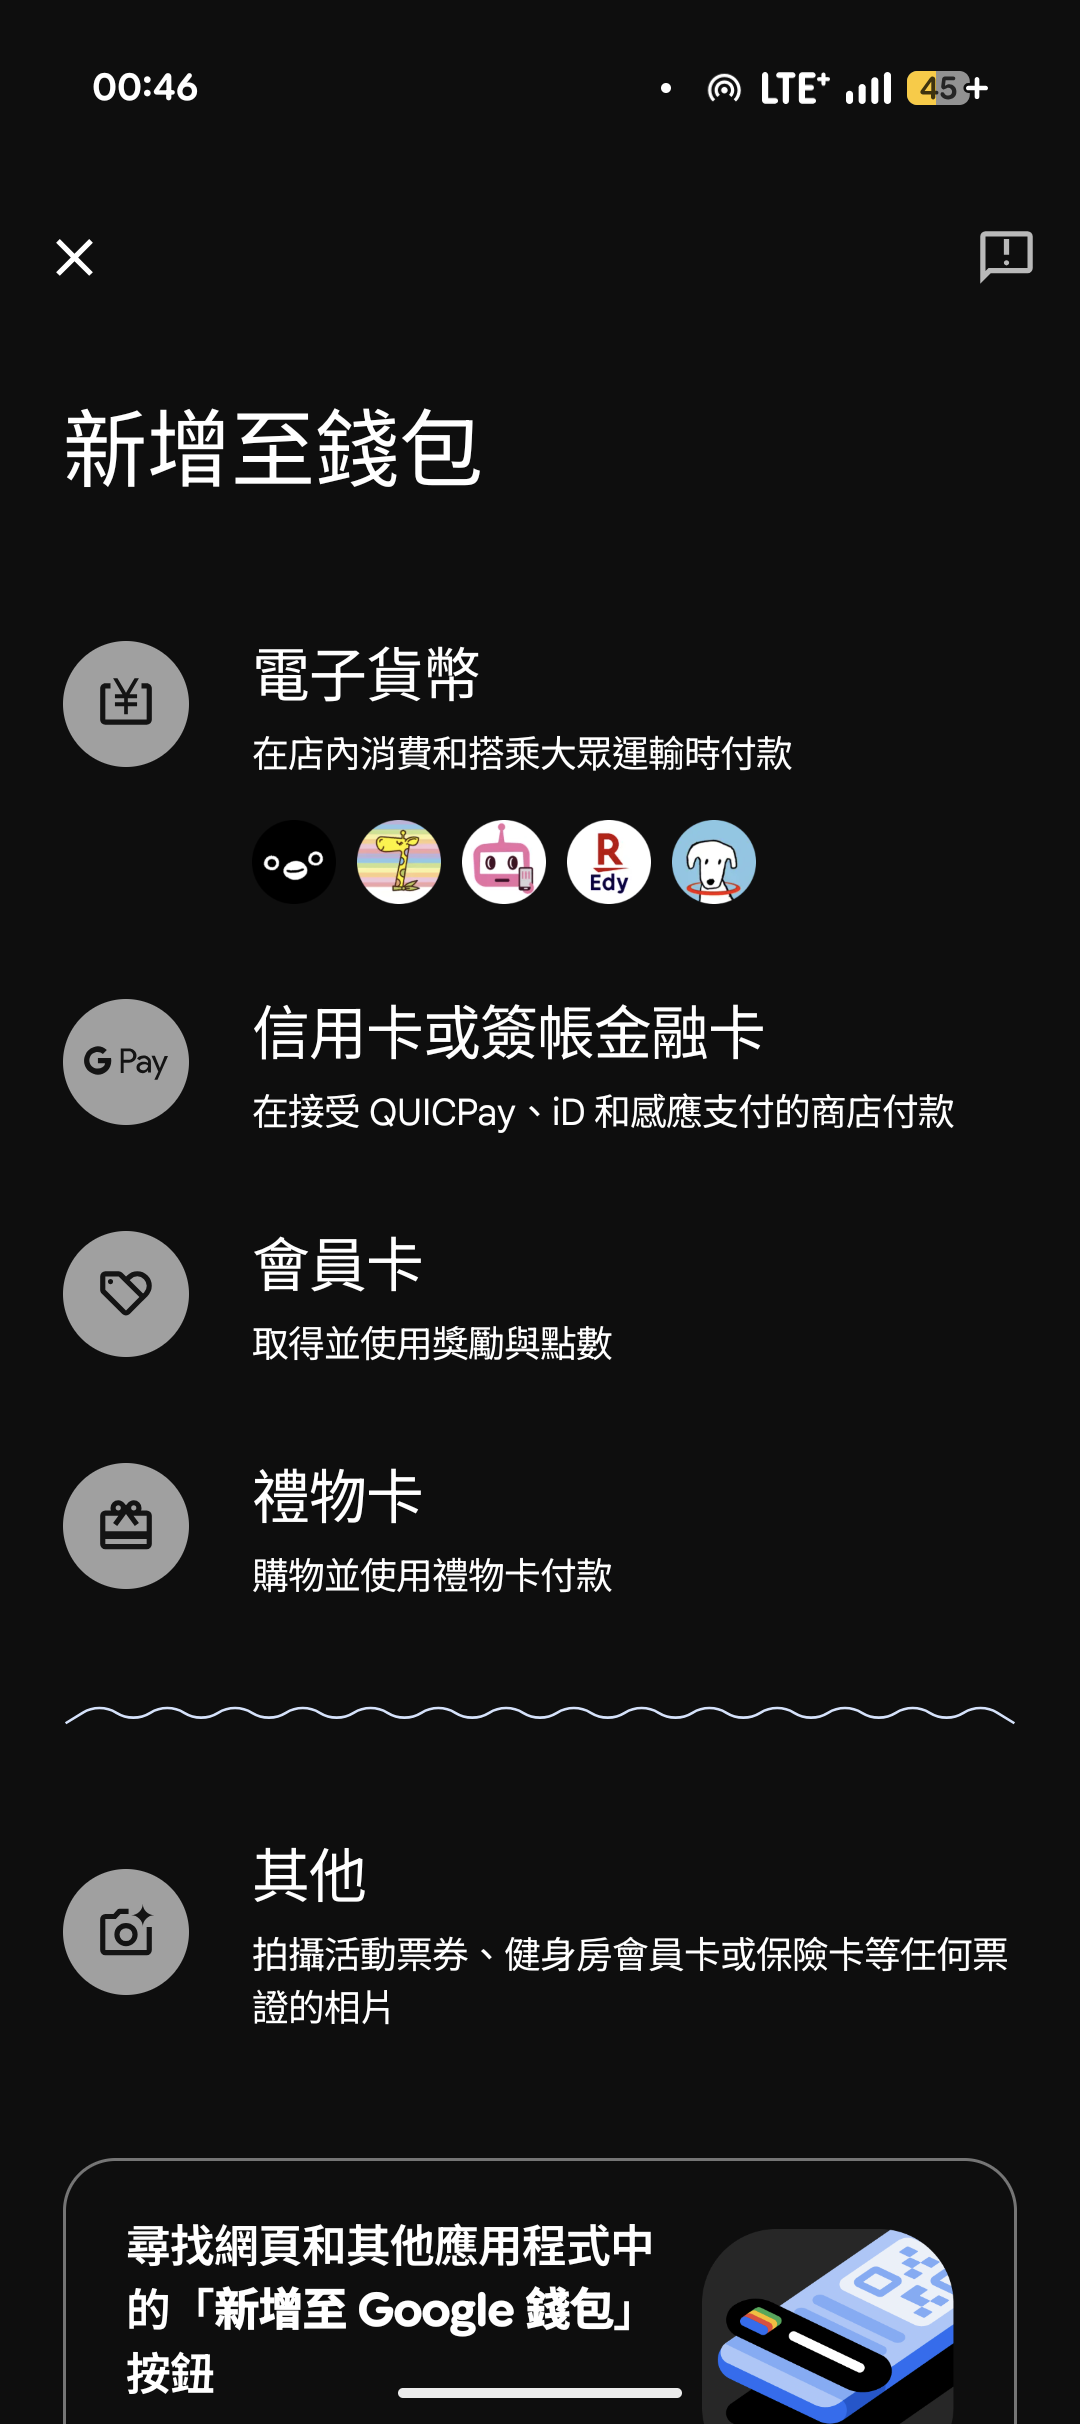 00:46
LTE+
45
新增至錢包
電子貨幣
在店內消費和搭乘大眾運輸時付款
R
Edy
G Pay
信用卡或簽帳金融卡
在接受 QUICPay、iD 和感應支付的商店付款
會員卡
取得並使用獎勵與點數
禮物卡
購物並使用禮物卡付款
其他
拍攝活動票券、健身房會員卡或保險卡等任何票
證的相片
尋找網頁和其他應用程式中
的「新增至 Google 錢包」
按鈕